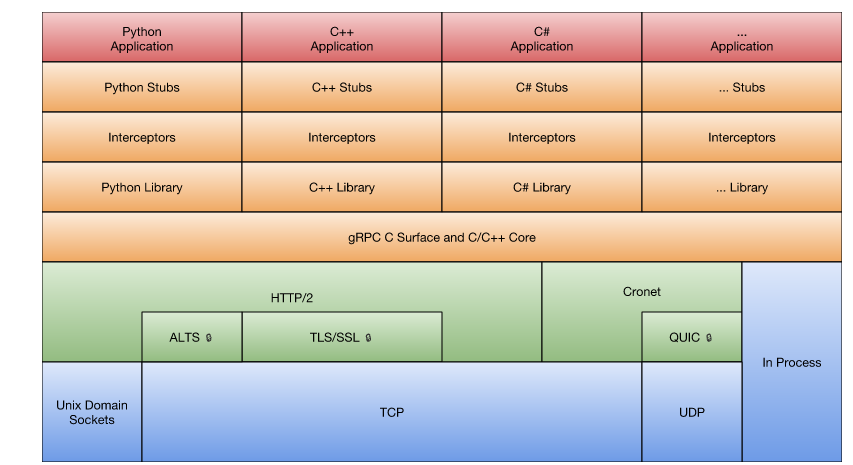 Python
Application
C++
Application
C#
Application
...
Application
Python Stubs
C++ Stubs
C# Stubs
... Stubs
Interceptors
Interceptors
Interceptors
Interceptors
Python Library
C++ Library
C# Library
... Library
gRPC C Surface and C/C++ Core
HTTP/2
Cronet
ALTS 🔒
TLS/SSL 🔒
QUIC 🔒
In Process
Unix Domain
Sockets
TCP
UDP